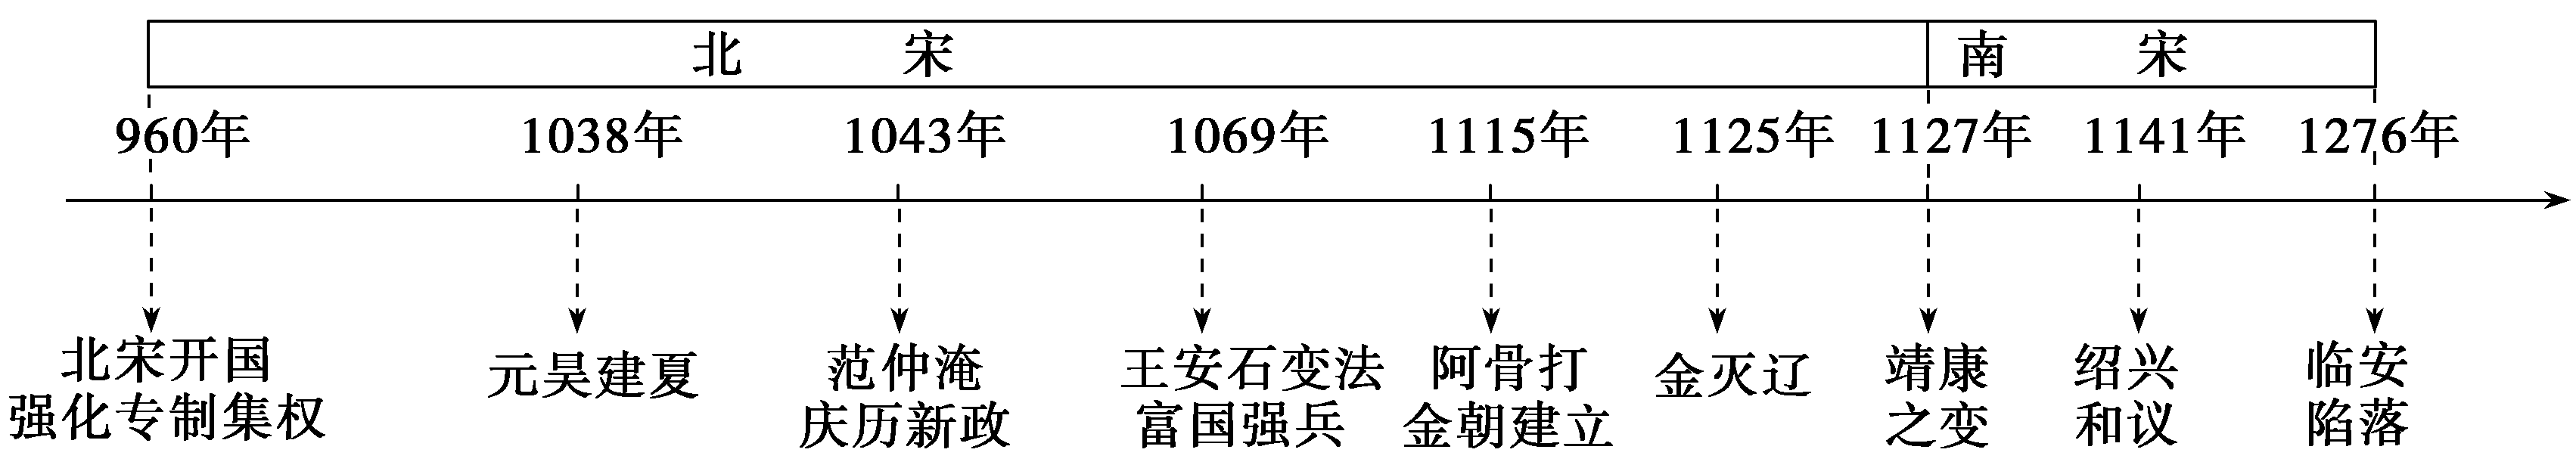 北宋 南宋
960年 1038年 1043年 1069年 1115年 1125年 1127年 1141年 1276年
北宋开国
强化专制集权
元昊建夏
范仲淹
庆历新政
王安石变法
富国强兵
阿骨打
金朝建立
金灭辽
靖康
之变
绍兴
和议
临安
陷落